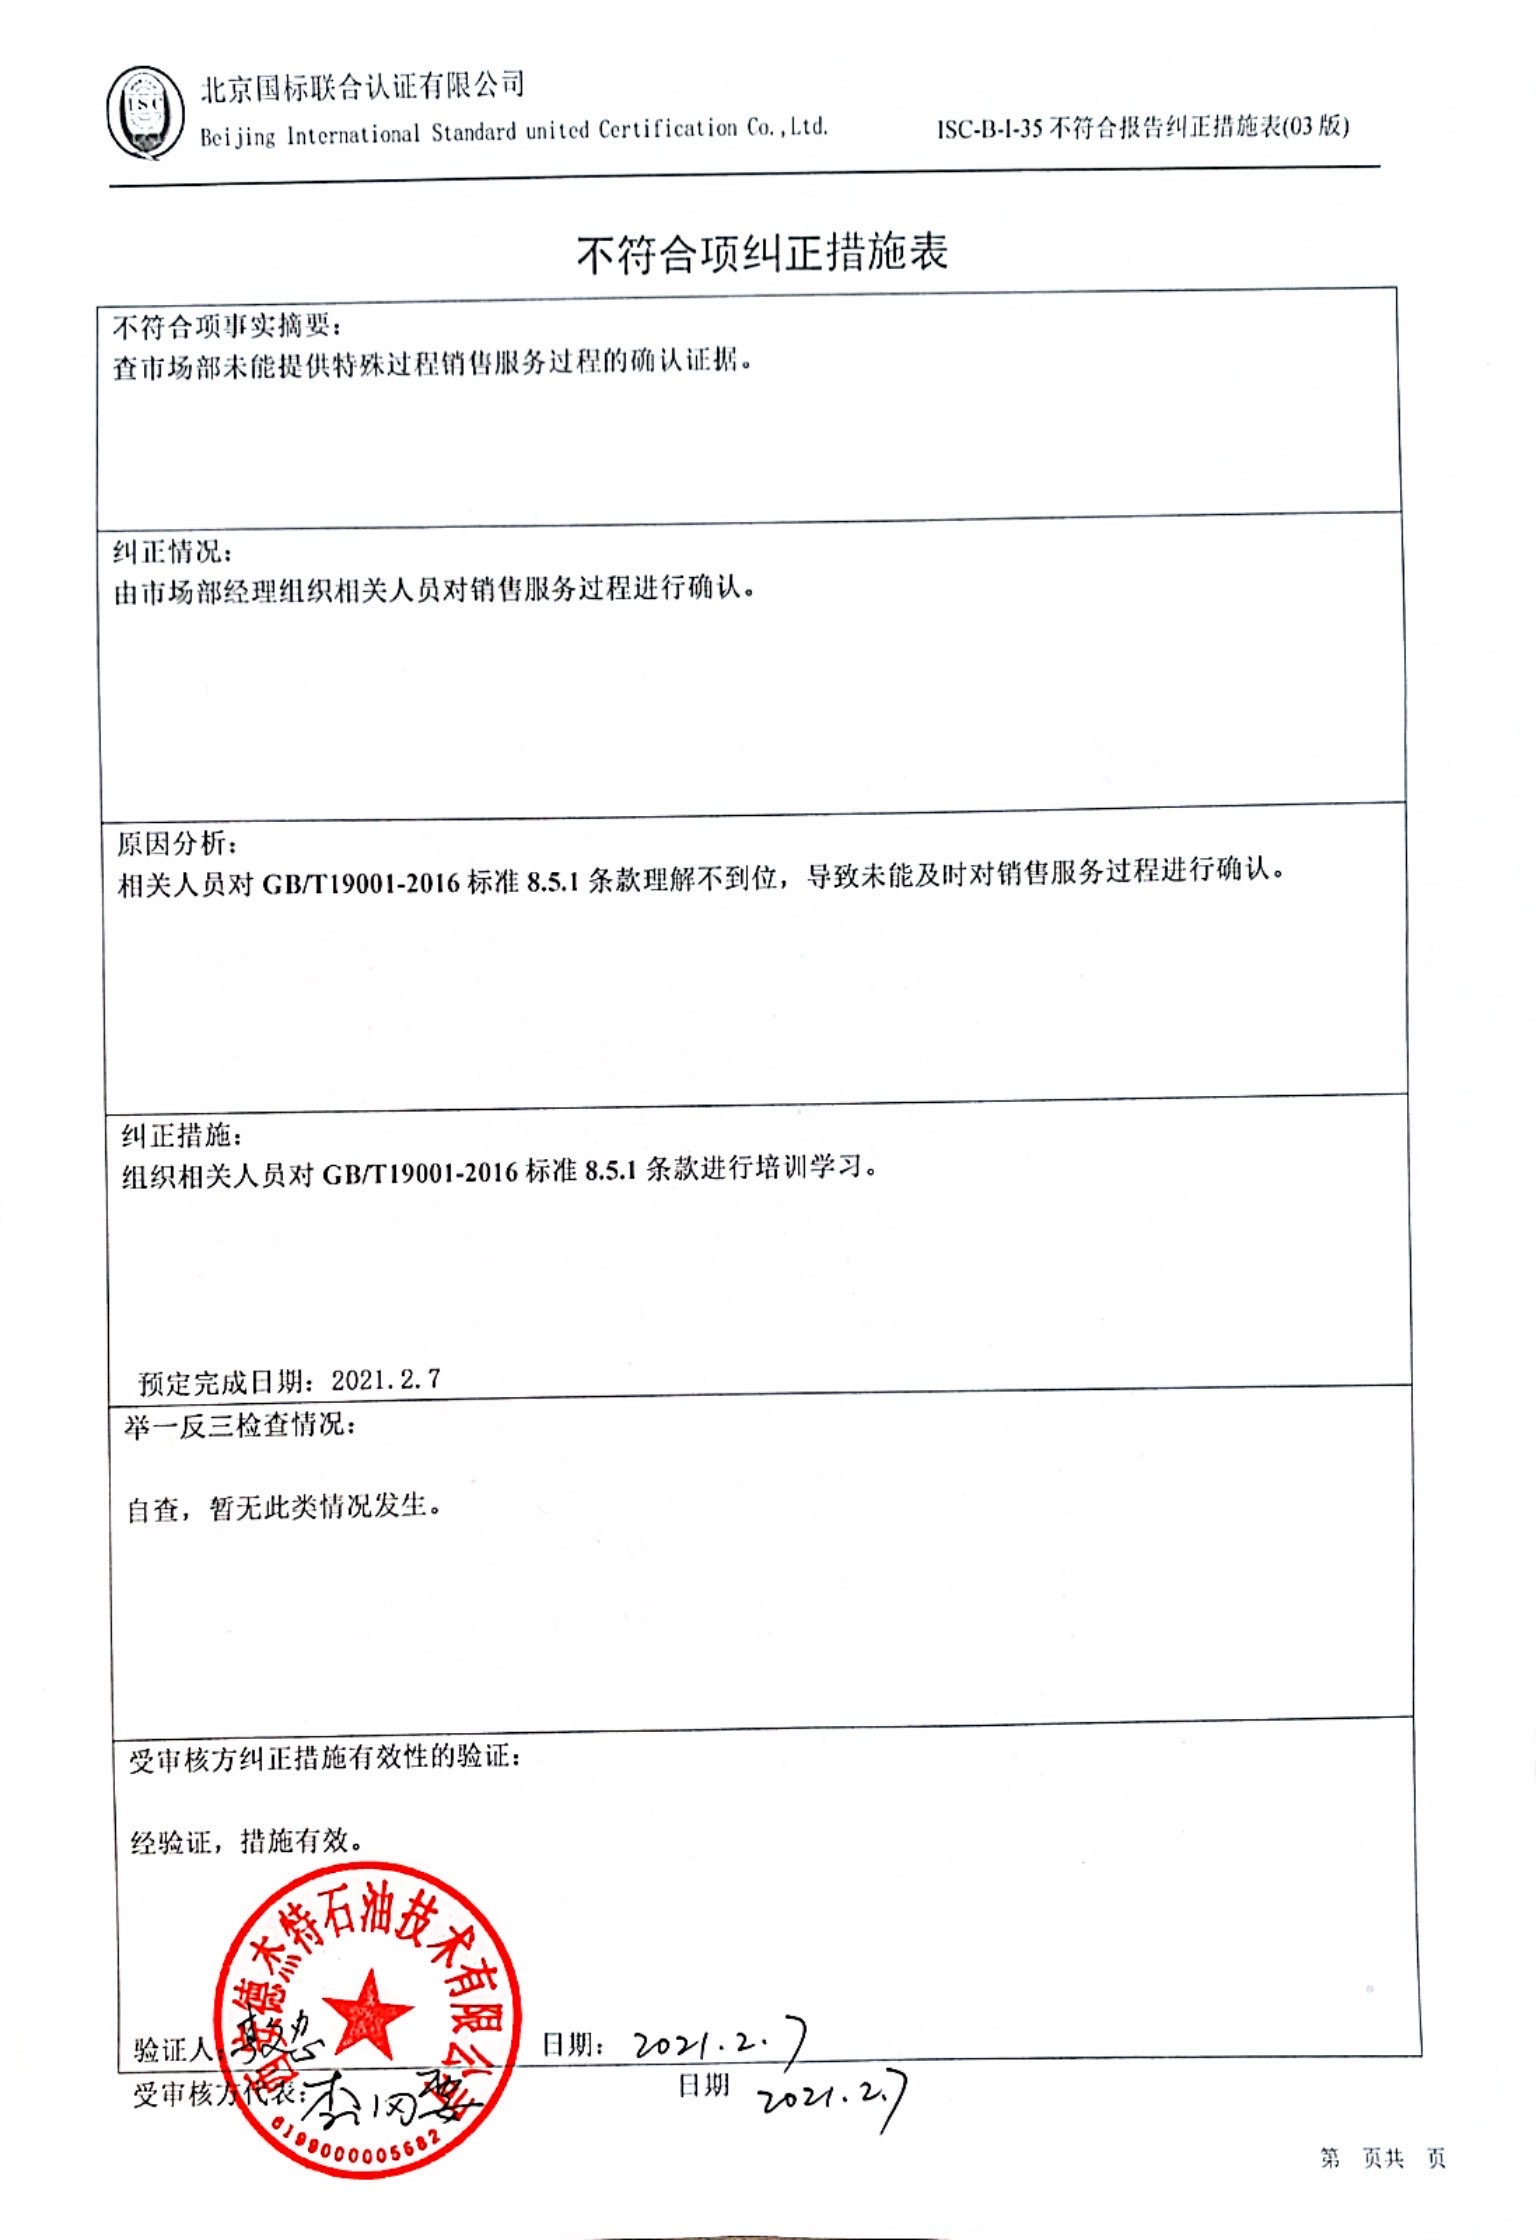 ISC
北京国标联合认证有限公司
Beijing International Standard united Certification Co.,Ltd.
ISC-B-I-35 不符合报告纠正措施表(03 版)
不符合项纠正措施表
不符合项事实摘要：
查市场部未能提供特殊过程销售服务过程的确认证据。
纠正情况：
由市场部经理组织相关人员对销售服务过程进行确认。
原因分析：
相关人员对 GB/T19001-2016 标准 8.5.1 条款理解不到位，导致未能及时对销售服务过程进行确认。
纠正措施：
组织相关人员对 GB/T19001-2016 标准 8.5.1 条款进行培训学习。
预定完成日期：2021.2.7
举一反三检查情况：
自查，暂无此类情况发生。
受审核方纠正措施有效性的验证：
经验证，措施有效。
西安德杰特石油技术有限公司
6199000005682
验证人:
日期： 2021.2.7
受审核方代表:
日期 2021.2.7
第 页共 页